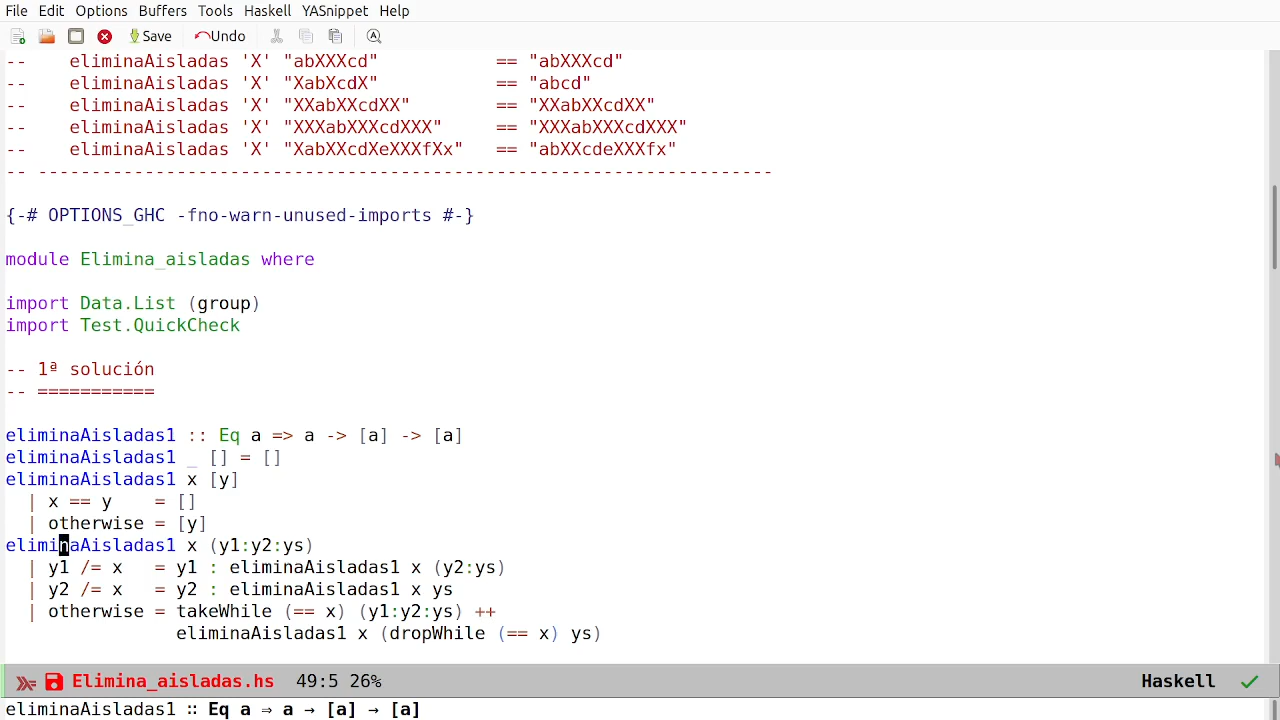 File Edit Options Buffers Tools Haskell YASnippet Help
Save Undo
--    eliminaAisladas 'X' "abXXXcd"           == "abXXXcd"
--    eliminaAisladas 'X' "XabXcdX"           == "abcd"
--    eliminaAisladas 'X' "XXabXXcdXX"        == "XXabXXcdXX"
--    eliminaAisladas 'X' "XXXabXXXcdXXX"     == "XXXabXXXcdXXX"
--    eliminaAisladas 'X' "XabXXcdXeXXXfXx"   == "abXXcdeXXXfx"
-- ---------------------------------------------------------------------
{-# OPTIONS_GHC -fno-warn-unused-imports #-}
module Elimina_aisladas where
import Data.List (group)
import Test.QuickCheck
-- 1ª solución
-- ===========
eliminaAisladas1 :: Eq a => a -> [a] -> [a]
eliminaAisladas1 _ [] = []
eliminaAisladas1 x [y]
  | x == y    = []
  | otherwise = [y]
eliminaAisladas1 x (y1:y2:ys)
  | y1 /= x   = y1 : eliminaAisladas1 x (y2:ys)
  | y2 /= x   = y2 : eliminaAisladas1 x ys
  | otherwise = takeWhile (== x) (y1:y2:ys) ++
                eliminaAisladas1 x (dropWhile (== x) ys)
Elimina_aisladas.hs 49:5 26% Haskell ✓
eliminaAisladas1 ∷ Eq a ⇒ a → [a] → [a]